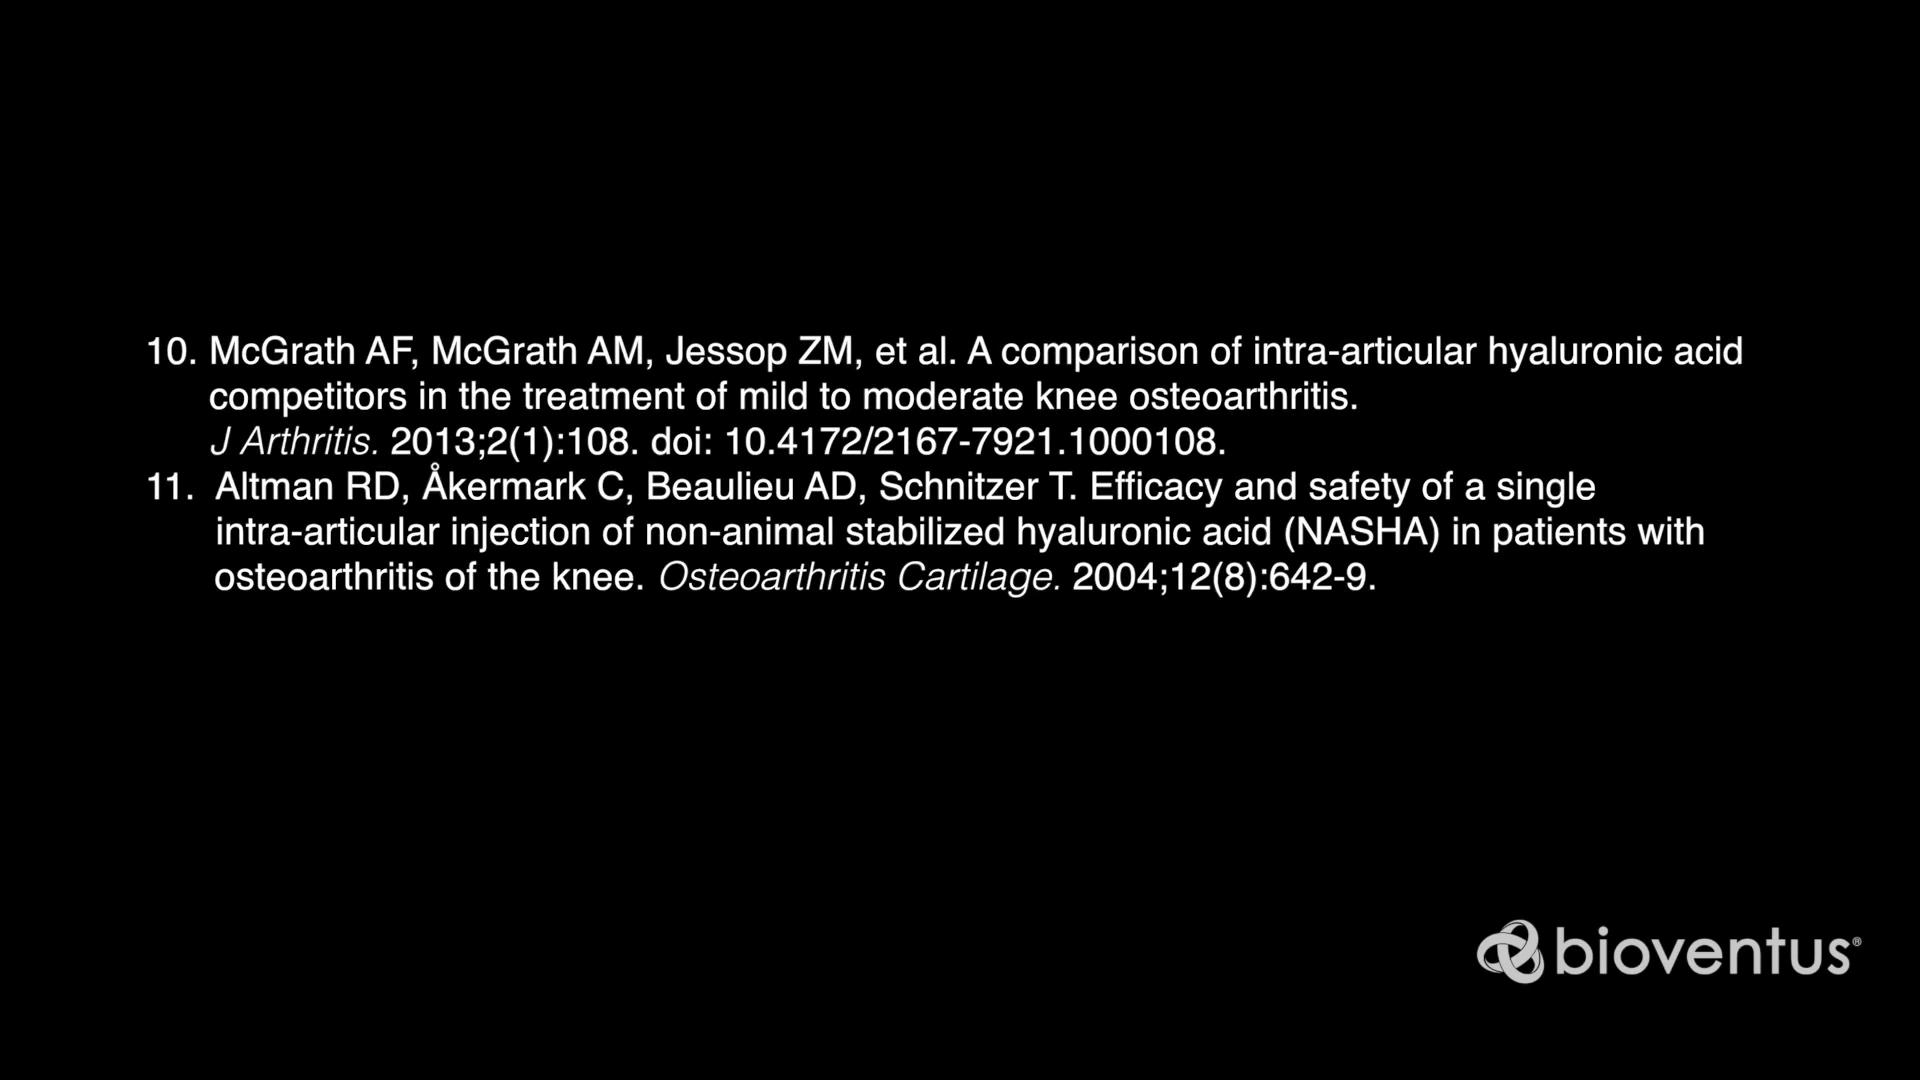 10. McGrath AF, McGrath AM, Jessop ZM, et al. A comparison of intra-articular hyaluronic acid
competitors in the treatment of mild to moderate knee osteoarthritis.
J Arthritis. 2013;2(1):108. doi: 10.4172/2167-7921.1000108.
11. Altman RD, Åkermark C, Beaulieu AD, Schnitzer T. Efficacy and safety of a single
intra-articular injection of non-animal stabilized hyaluronic acid (NASHA) in patients with
osteoarthritis of the knee. Osteoarthritis Cartilage. 2004;12(8):642-9.
bioventus®